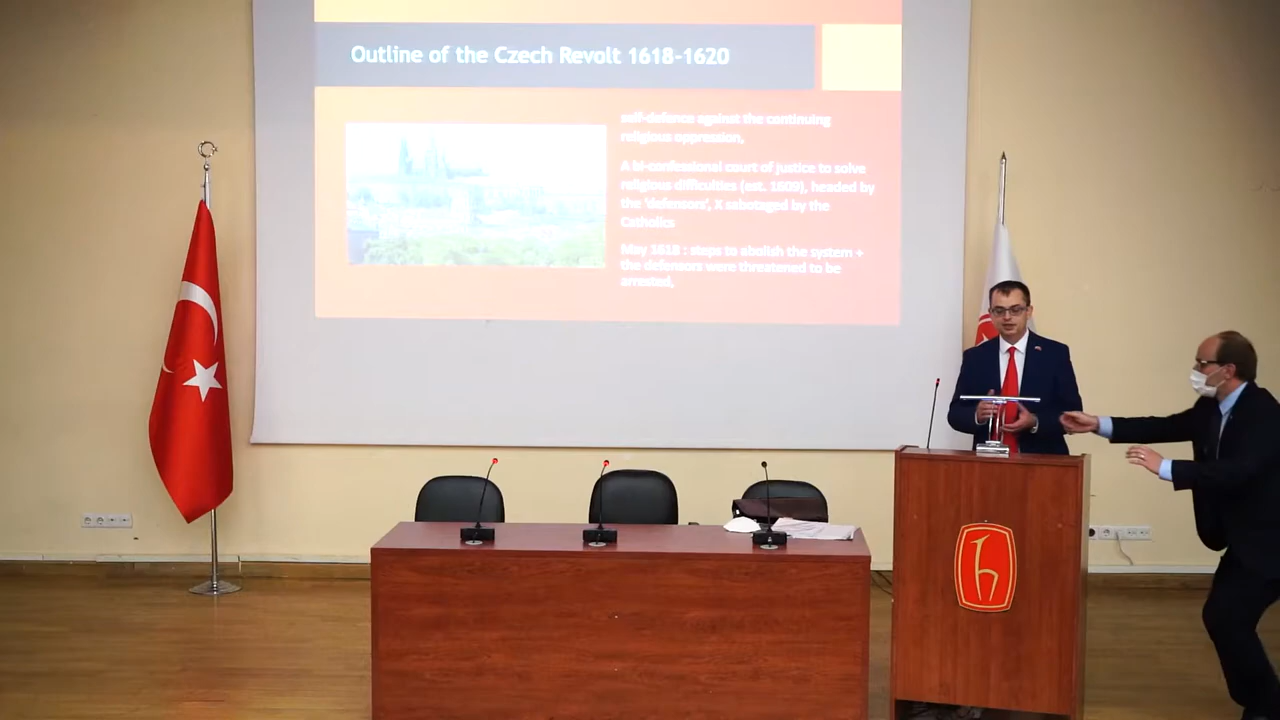 Outline of the Czech Revolt 1618-1620
self-defence against the continuing
religious oppression,
A bi-confessional court of justice to solve
religious difficulties (est. 1609), headed by
the 'defensors', X sabotaged by the
Catholics
May 1618 : steps to abolish the system +
the defensors were threatened to be
arrested,
h